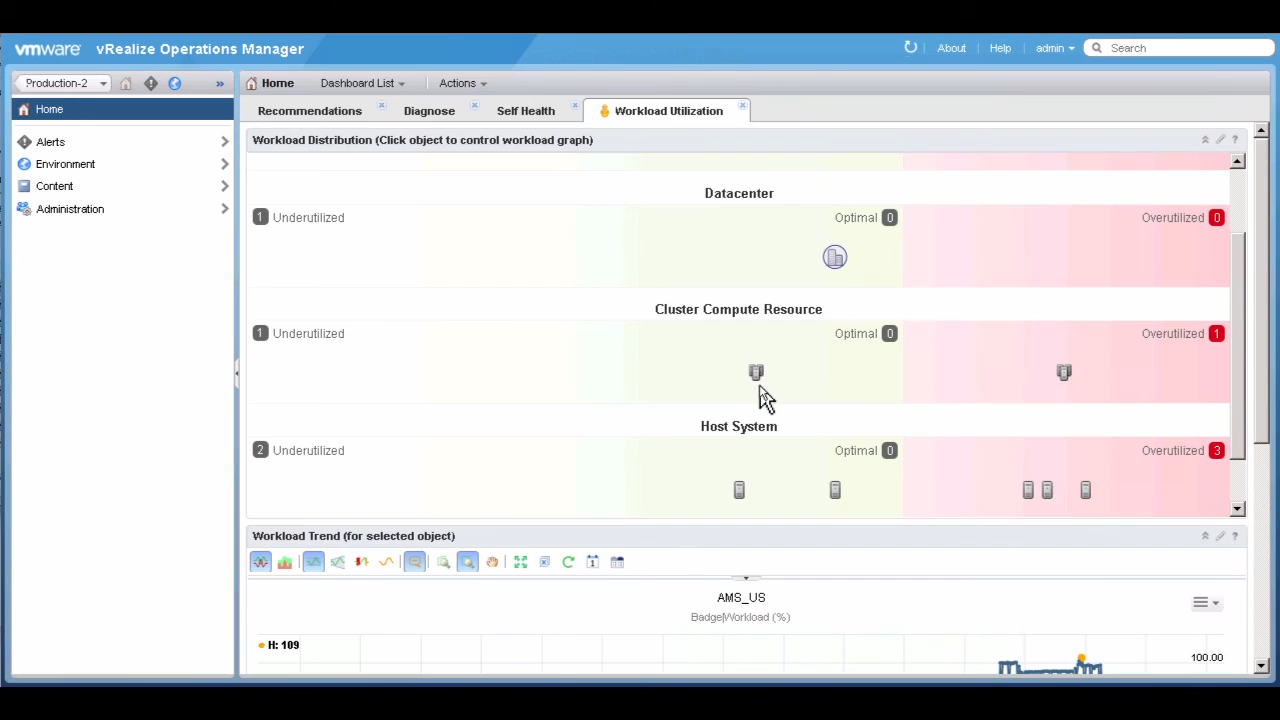 vmware vRealize Operations Manager About Help admin Search
Production-2 Home Dashboard List Actions
Home
Recommendations Diagnose Self Health Workload Utilization
Alerts
Environment
Content
Administration
Workload Distribution (Click object to control workload graph)
Datacenter
1 Underutilized Optimal 0 Overutilized 0
Cluster Compute Resource
1 Underutilized Optimal 0 Overutilized 1
Host System
2 Underutilized Optimal 0 Overutilized 3
Workload Trend (for selected object)
AMS_US
Badge|Workload (%)
H: 109
100.00